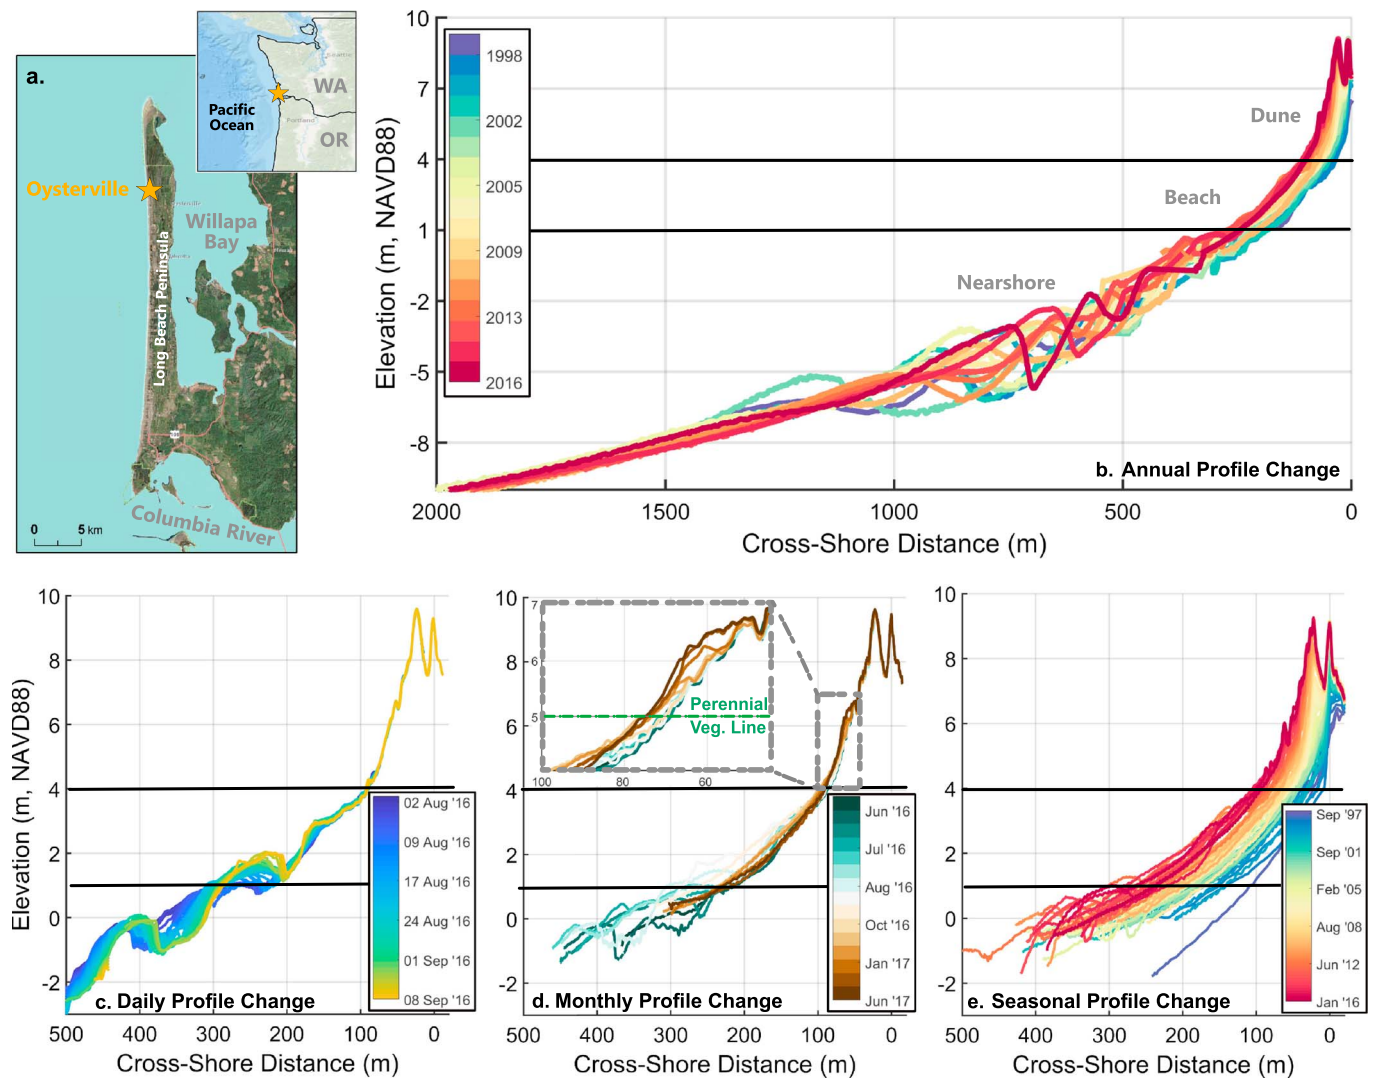 a.
Pacific
Ocean
WA
OR
Portland
Oysterville
Willapa
Bay
Long Beach Peninsula
Columbia River
0 5 km
Elevation (m, NAVD88)
10
7
4
1
-2
-5
-8
1998
2002
2005
2009
2013
2016
Dune
Beach
Nearshore
b. Annual Profile Change
2000 1500 1000 500 0
Cross-Shore Distance (m)
Elevation (m, NAVD88)
10
8
6
4
2
0
-2
02 Aug '16
09 Aug '16
17 Aug '16
24 Aug '16
01 Sep '16
08 Sep '16
c. Daily Profile Change
500 400 300 200 100 0
Cross-Shore Distance (m)
10
8
6
4
2
0
-2
7
6
5
100 80 60
Perennial
Veg. Line
Jun '16
Jul '16
Aug '16
Oct '16
Jan '17
Jun '17
d. Monthly Profile Change
500 400 300 200 100 0
Cross-Shore Distance (m)
10
8
6
4
2
0
-2
Sep '97
Sep '01
Feb '05
Aug '08
Jun '12
Jan '16
e. Seasonal Profile Change
500 400 300 200 100 0
Cross-Shore Distance (m)